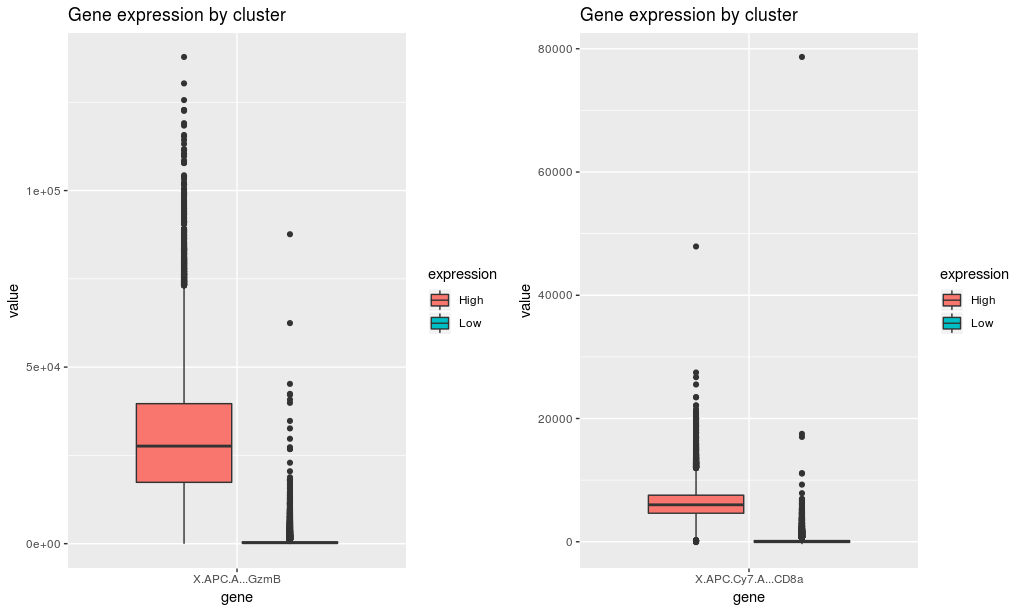 Gene expression by cluster
1e+05
5e+04
0e+00
value
X.APC.A...GzmB
gene
expression
High
Low
Gene expression by cluster
80000
60000
40000
20000
0
value
X.APC.Cy7.A...CD8a
gene
expression
High
Low